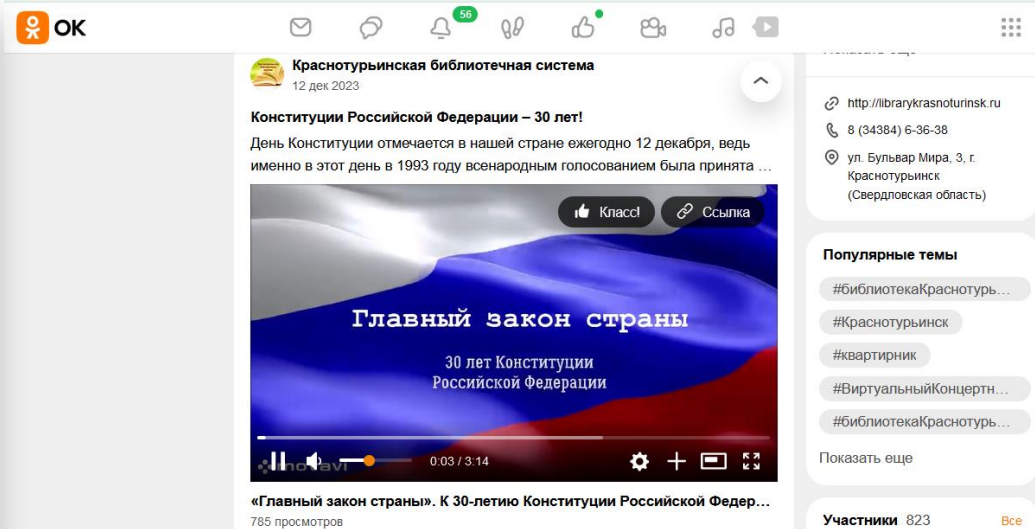 ОК
56
Краснотурьинская библиотечная система
12 дек 2023
Конституции Российской Федерации – 30 лет!
День Конституции отмечается в нашей стране ежегодно 12 декабря, ведь
именно в этот день в 1993 году всенародным голосованием была принята ...
Класс!
Ссылка
Главный закон страны
30 лет Конституции
Российской Федерации
movavi
0:03 / 3:14
«Главный закон страны». К 30-летию Конституции Российской Федер...
785 просмотров
Показать еще
http://librarykrasnoturinsk.ru
8 (34384) 6-36-38
ул. Бульвар Мира, 3, г.
Краснотурьинск
(Свердловская область)
Популярные темы
#библиотекаКраснотурь...
#Краснотурьинск
#квартирник
#ВиртуальныйКонцертн...
#библиотекаКраснотурь...
Показать еще
Участники 823
Все